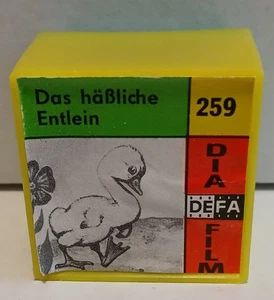 Das häßliche
Entlein
259
DIA
DEFA
FILM